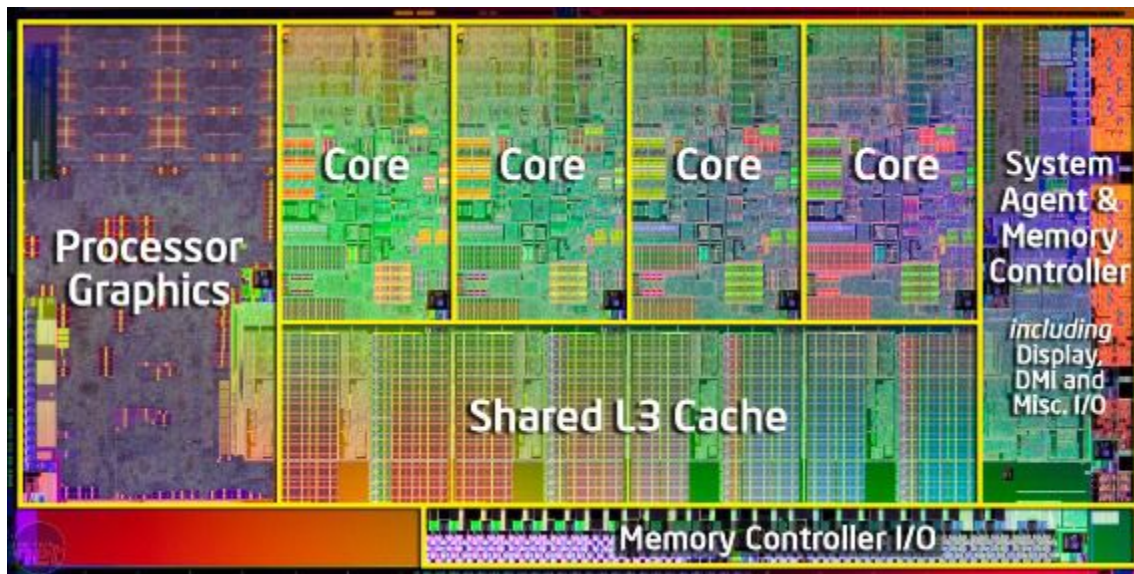 Processor
Graphics
Core
Core
Core
Core
System
Agent &
Memory
Controller
including
Display,
DMI and
Misc. I/O
Shared L3 Cache
Memory Controller I/O